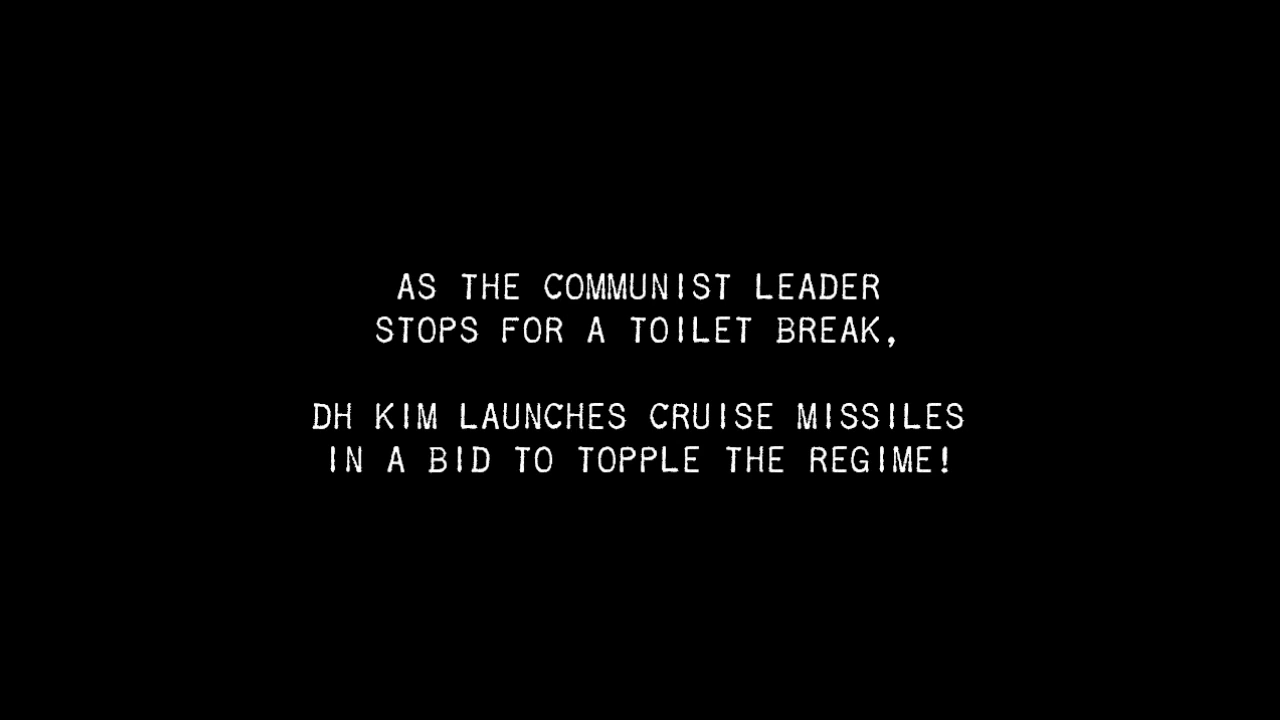 AS THE COMMUNIST LEADER
STOPS FOR A TOILET BREAK,
DH KIM LAUNCHES CRUISE MISSILES
IN A BID TO TOPPLE THE REGIME!